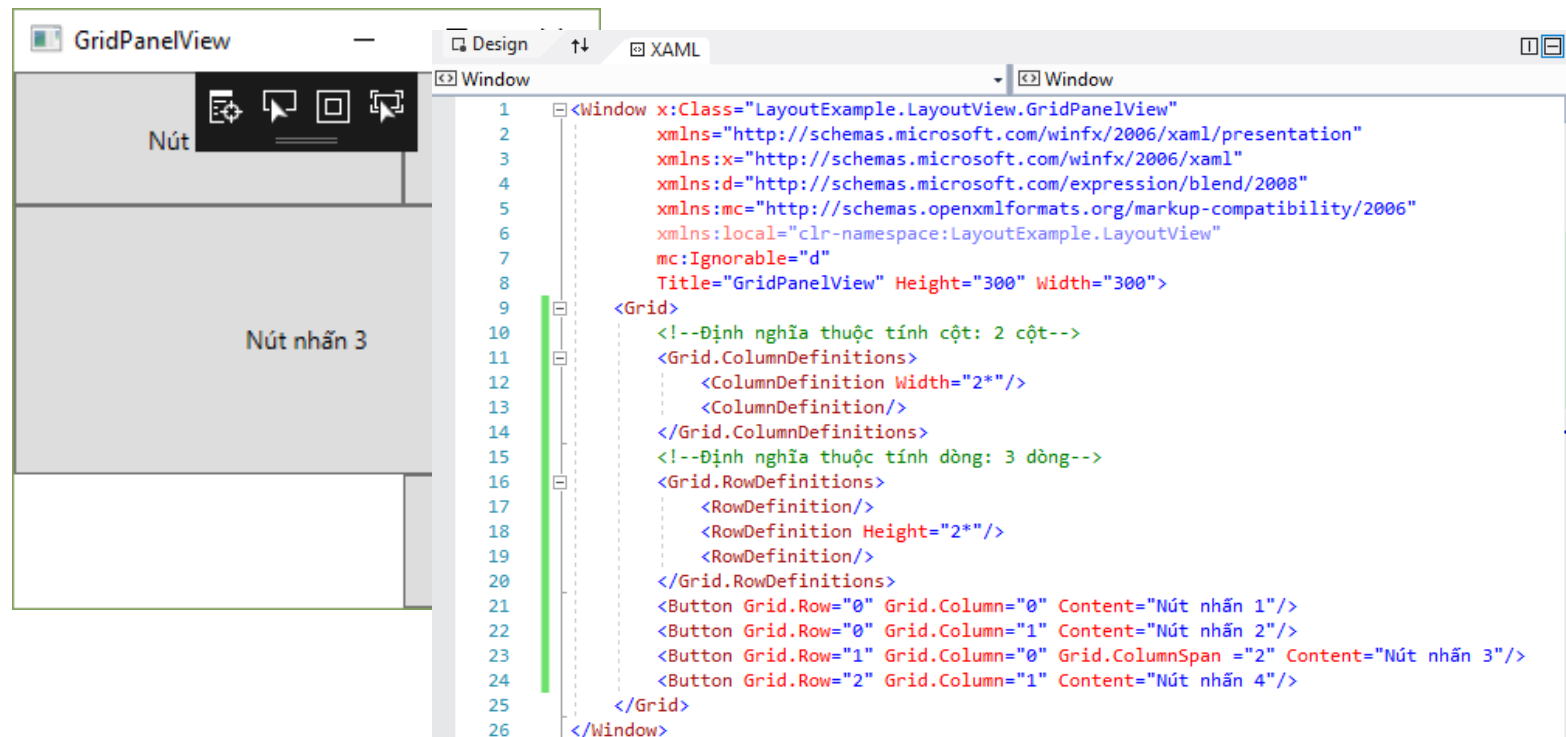 GridPanelView
Nút
Nút nhấn 3
Design
XAML
Window
Window
1 <Window x:Class="LayoutExample.LayoutView.GridPanelView"
2 xmlns="http://schemas.microsoft.com/winfx/2006/xaml/presentation"
3 xmlns:x="http://schemas.microsoft.com/winfx/2006/xaml"
4 xmlns:d="http://schemas.microsoft.com/expression/blend/2008"
5 xmlns:mc="http://schemas.openxmlformats.org/markup-compatibility/2006"
6 xmlns:local="clr-namespace:LayoutExample.LayoutView"
7 mc:Ignorable="d"
8 Title="GridPanelView" Height="300" Width="300">
9 <Grid>
10 <!--Định nghĩa thuộc tính cột: 2 cột-->
11 <Grid.ColumnDefinitions>
12 <ColumnDefinition Width="2*"/>
13 <ColumnDefinition/>
14 </Grid.ColumnDefinitions>
15 <!--Định nghĩa thuộc tính dòng: 3 dòng-->
16 <Grid.RowDefinitions>
17 <RowDefinition/>
18 <RowDefinition Height="2*"/>
19 <RowDefinition/>
20 </Grid.RowDefinitions>
21 <Button Grid.Row="0" Grid.Column="0" Content="Nút nhấn 1"/>
22 <Button Grid.Row="0" Grid.Column="1" Content="Nút nhấn 2"/>
23 <Button Grid.Row="1" Grid.Column="0" Grid.ColumnSpan ="2" Content="Nút nhấn 3"/>
24 <Button Grid.Row="2" Grid.Column="1" Content="Nút nhấn 4"/>
25 </Grid>
26 </Window>